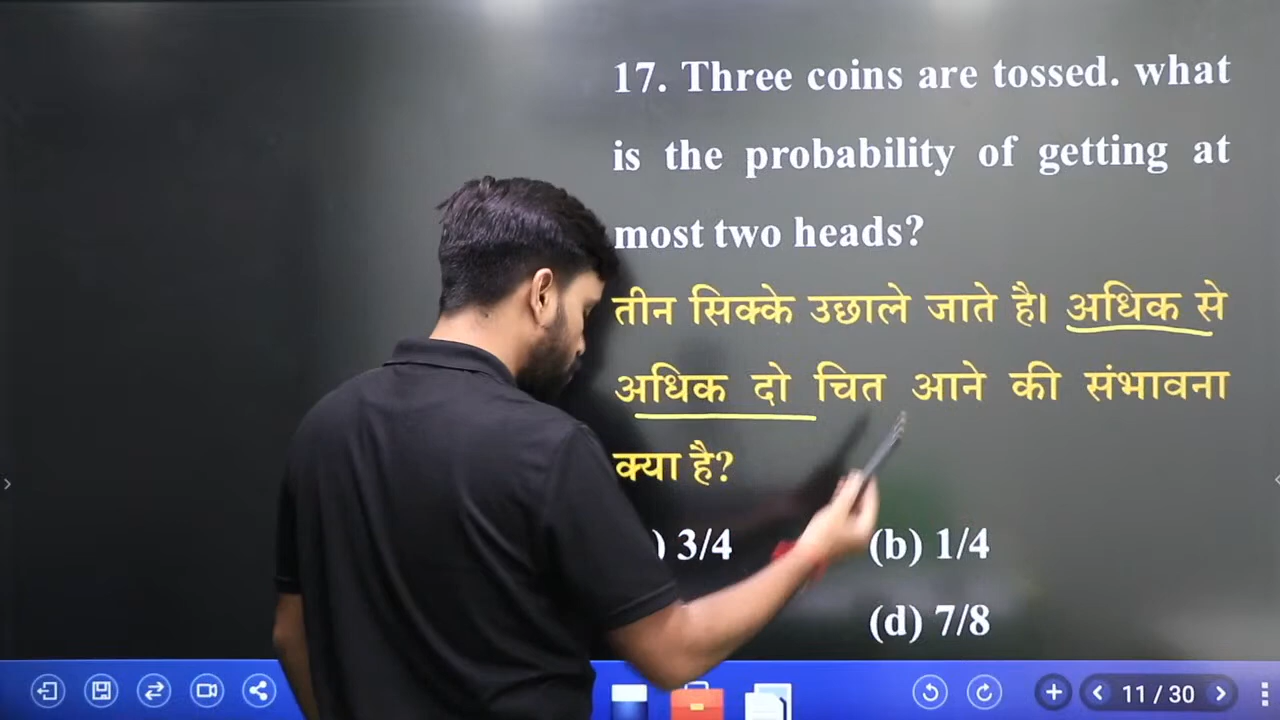 17. Three coins are tossed. what
is the probability of getting at
most two heads?
तीन सिक्के उछाले जाते है। अधिक से
अधिक दो चित आने की संभावना
क्या है?
) 3/4 (b) 1/4
(d) 7/8
11 / 30